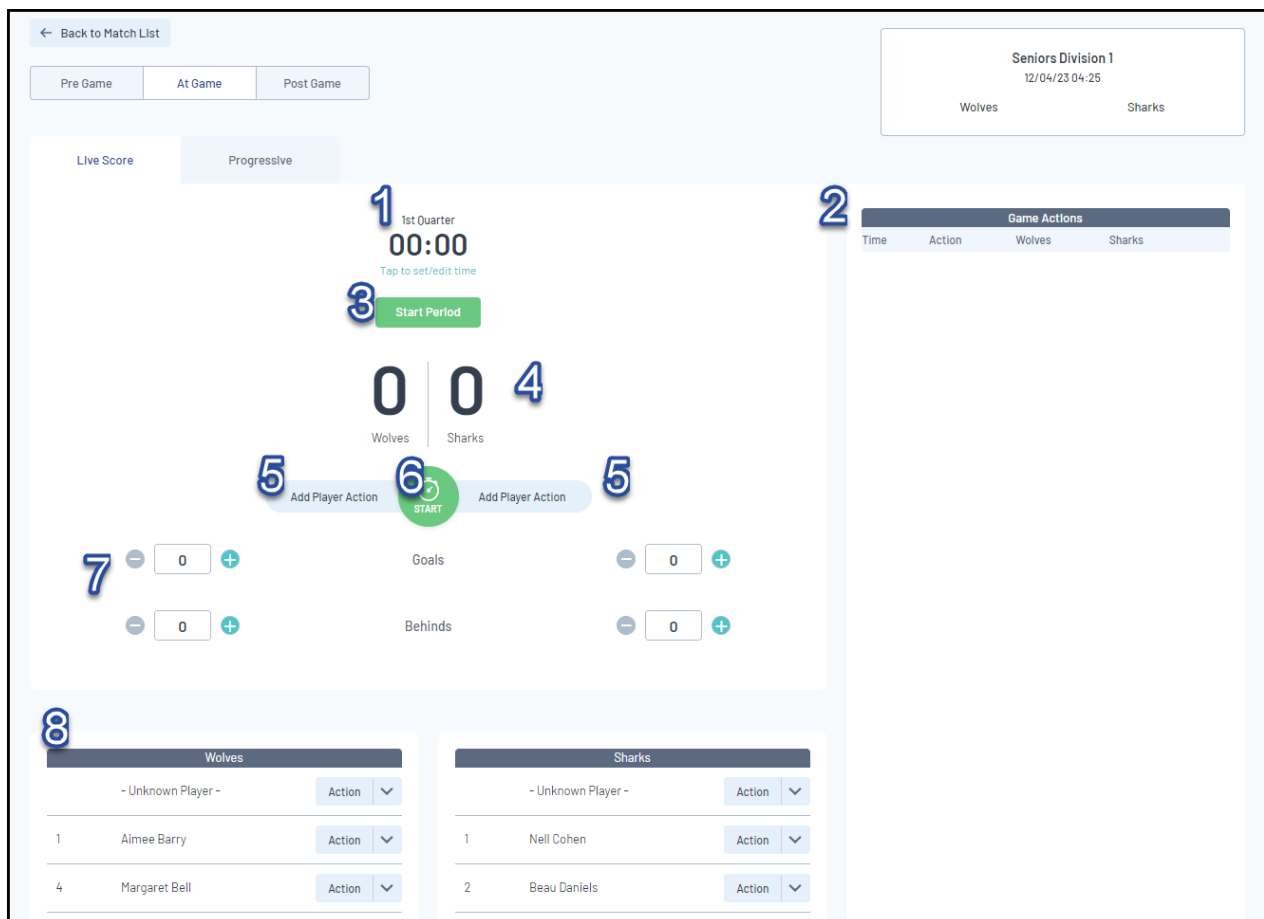 Back to Match List
Pre Game At Game Post Game
Seniors Division 1
12/04/23 04:25
Wolves Sharks
Live Score Progressive
1 1st Quarter
00:00
Tap to set/edit time
3 Start Period
2 Game Actions
Time Action Wolves Sharks
0 0 4
Wolves Sharks
5 Add Player Action 6 START Add Player Action 5
7 0 Goals 0
0 Behinds 0
8
Wolves
- Unknown Player - Action
1 Aimee Barry Action
4 Margaret Bell Action
Sharks
- Unknown Player - Action
1 Nell Cohen Action
2 Beau Daniels Action